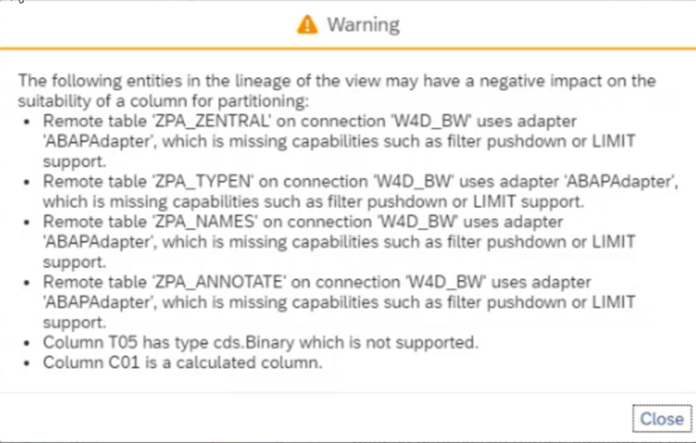 Warning
The following entities in the lineage of the view may have a negative impact on the
suitability of a column for partitioning:
• Remote table 'ZPA_ZENTRAL' on connection 'W4D_BW' uses adapter
'ABAPAdapter', which is missing capabilities such as filter pushdown or LIMIT
support.
• Remote table 'ZPA_TYPEN' on connection 'W4D_BW' uses adapter 'ABAPAdapter',
which is missing capabilities such as filter pushdown or LIMIT support.
• Remote table 'ZPA_NAMES' on connection 'W4D_BW' uses adapter
'ABAPAdapter', which is missing capabilities such as filter pushdown or LIMIT
support.
• Remote table 'ZPA_ANNOTATE' on connection 'W4D_BW' uses adapter
'ABAPAdapter', which is missing capabilities such as filter pushdown or LIMIT
support.
• Column T05 has type cds.Binary which is not supported.
• Column C01 is a calculated column.
Close